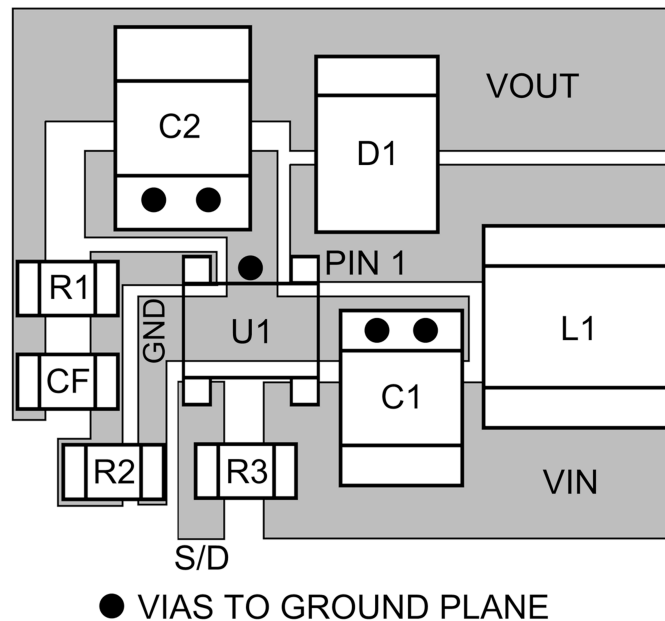 VOUT
C2
D1
PIN 1
R1
GND
U1
L1
CF
C1
R2
R3
VIN
S/D
VIAS TO GROUND PLANE